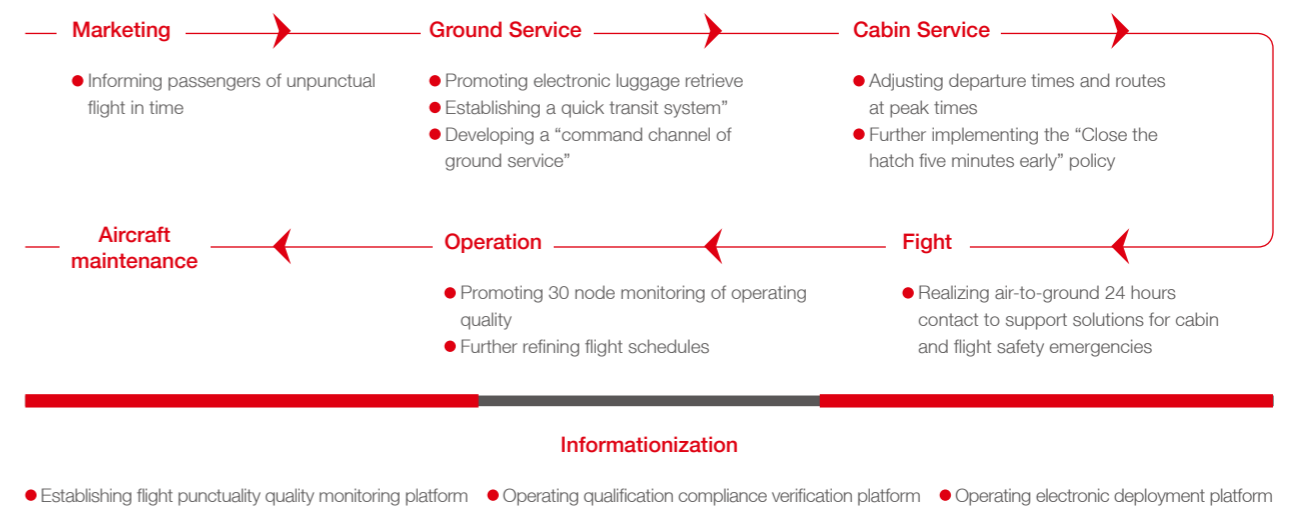 Marketing
Ground Service
Cabin Service
● Informing passengers of unpunctual
flight in time
● Promoting electronic luggage retrieve
● Establishing a quick transit system”
● Developing a “command channel of
ground service”
● Adjusting departure times and routes
at peak times
● Further implementing the “Close the
hatch five minutes early” policy
Aircraft
maintenance
Operation
Fight
● Promoting 30 node monitoring of operating
quality
● Further refining flight schedules
● Realizing air-to-ground 24 hours
contact to support solutions for cabin
and flight safety emergencies
Informationization
● Establishing flight punctuality quality monitoring platform ● Operating qualification compliance verification platform ● Operating electronic deployment platform